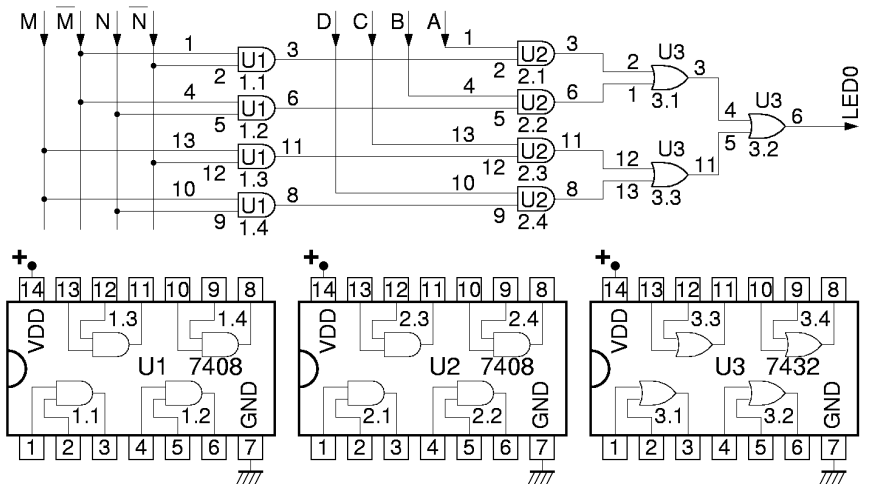 M M̅ N N̅ D C B A
1 3 1 3
U1 U2
2 1.1 2 2.1
U3
2 3
1 3.1
4 6 4 6
U1 U2
5 1.2 5 2.2
U3
4 6 LED0
5 3.2
13 11 13 11
U1 U2
12 1.3 12 2.3
U3
12 11
13 3.3
10 8 10 8
U1 U2
9 1.4 9 2.4
+ + +
14 13 12 11 10 9 8 14 13 12 11 10 9 8 14 13 12 11 10 9 8
1.3 1.4 2.3 2.4 3.3 3.4
VDD VDD VDD
U1 7408 U2 7408 U3 7432
GND GND GND
1.1 1.2 2.1 2.2 3.1 3.2
1 2 3 4 5 6 7 1 2 3 4 5 6 7 1 2 3 4 5 6 7